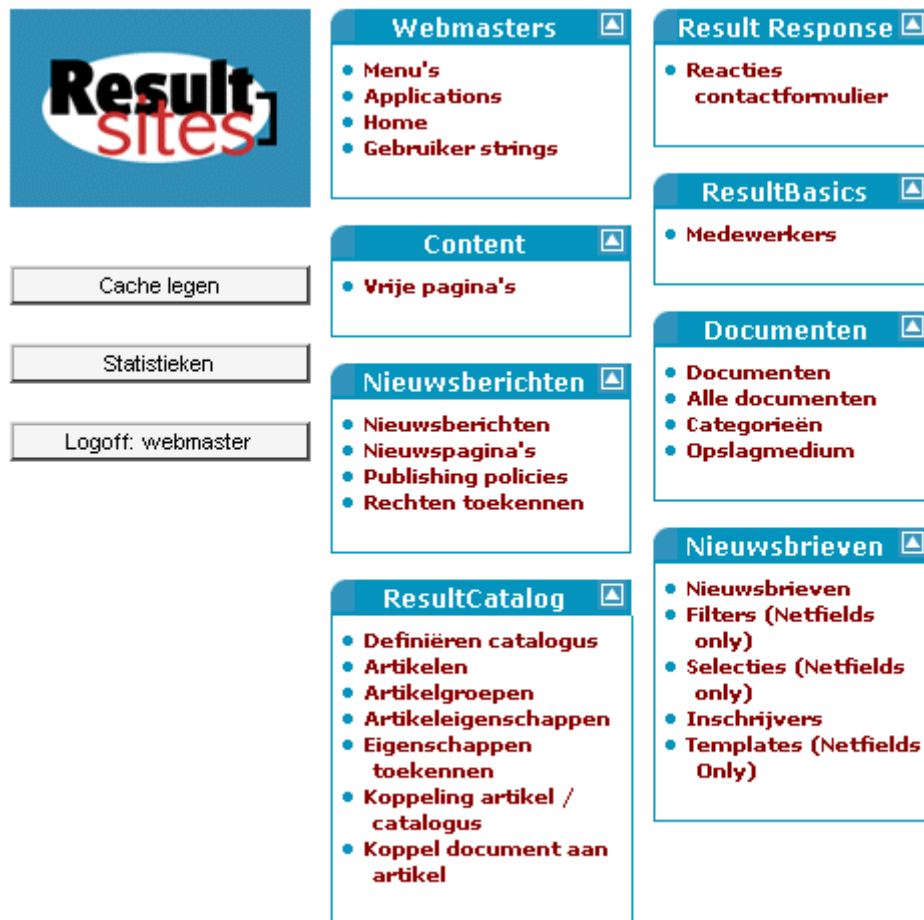 Result
sites
Cache legen
Statistieken
Logoff: webmaster
Webmasters
Menu's
Applications
Home
Gebruiker strings
Content
Vrije pagina's
Nieuwsberichten
Nieuwsberichten
Nieuwspagina's
Publishing policies
Rechten toekennen
ResultCatalog
Definiëren catalogus
Artikelen
Artikelgroepen
Artikeleigenschappen
Eigenschappen
toekennen
Koppeling artikel /
catalogus
Koppel document aan
artikel
Result Response
Reacties
contactformulier
ResultBasics
Medewerkers
Documenten
Documenten
Alle documenten
Categorieën
Opslagmedium
Nieuwsbrieven
Nieuwsbrieven
Filters (Netfields
only)
Selecties (Netfields
only)
Inschrijvers
Templates (Netfields
Only)